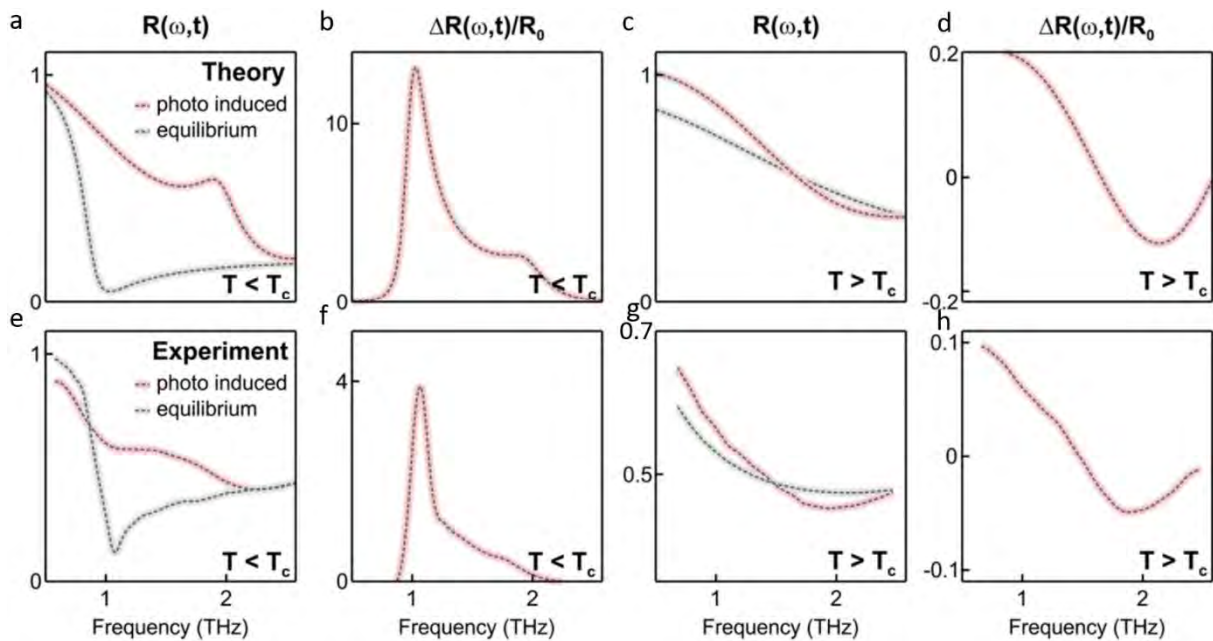 a R(ω,t) b ΔR(ω,t)/R₀ c R(ω,t) d ΔR(ω,t)/R₀
1
Theory
photo induced
equilibrium
0
T < Tc
10
0
T < Tc
1
0
T > Tc
0.2
0
-0.2
T > Tc
e
1
Experiment
photo induced
equilibrium
0
T < Tc
1 2
Frequency (THz)
f
4
0
T < Tc
1 2
Frequency (THz)
g
0.7
0.5
T > Tc
1 2
Frequency (THz)
h
0.1
0
-0.1
T > Tc
1 2
Frequency (THz)